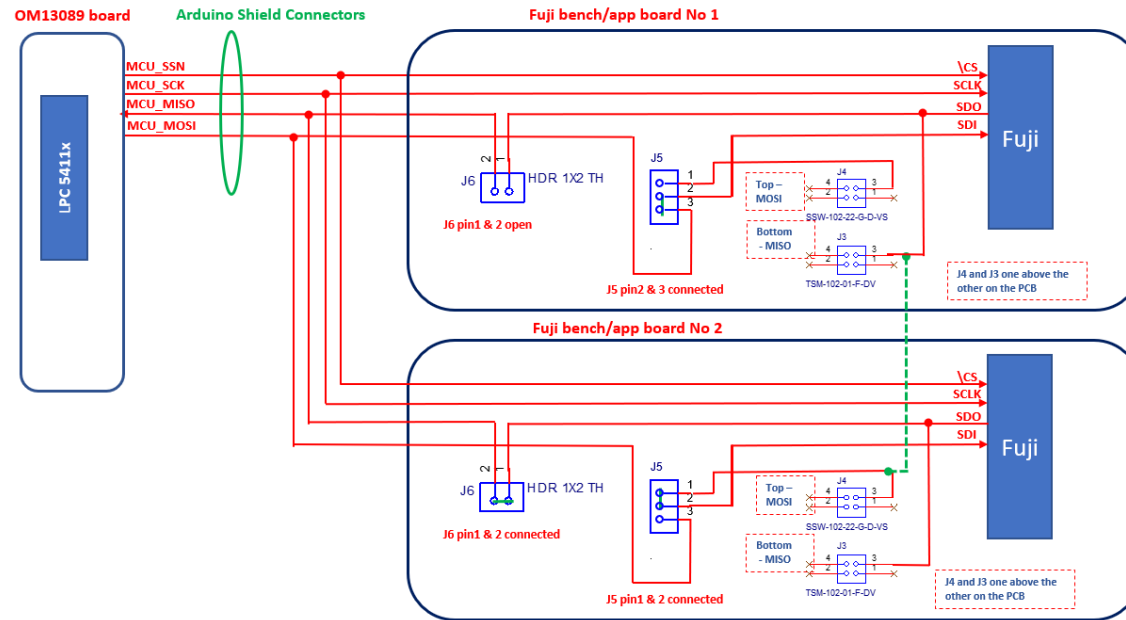 OM13089 board
Arduino Shield Connectors
Fuji bench/app board No 1
MCU_SSN
MCU_SCK
MCU_MISO
MCU_MOSI
LPC 5411x
\CS
SCLK
SDO
SDI
Fuji
2
1
J6
HDR 1X2 TH
J6 pin1 & 2 open
J5
1
2
3
J5 pin2 & 3 connected
Top –
MOSI
J4
4
3
2
1
SSW-102-22-G-D-VS
Bottom
- MISO
J3
4
3
2
1
TSM-102-01-F-DV
J4 and J3 one above the
other on the PCB
Fuji bench/app board No 2
\CS
SCLK
SDO
SDI
Fuji
2
1
J6
HDR 1X2 TH
J6 pin1 & 2 connected
J5
1
2
3
J5 pin1 & 2 connected
Top –
MOSI
J4
4
3
2
1
SSW-102-22-G-D-VS
Bottom
- MISO
J3
4
3
2
1
TSM-102-01-F-DV
J4 and J3 one above the
other on the PCB